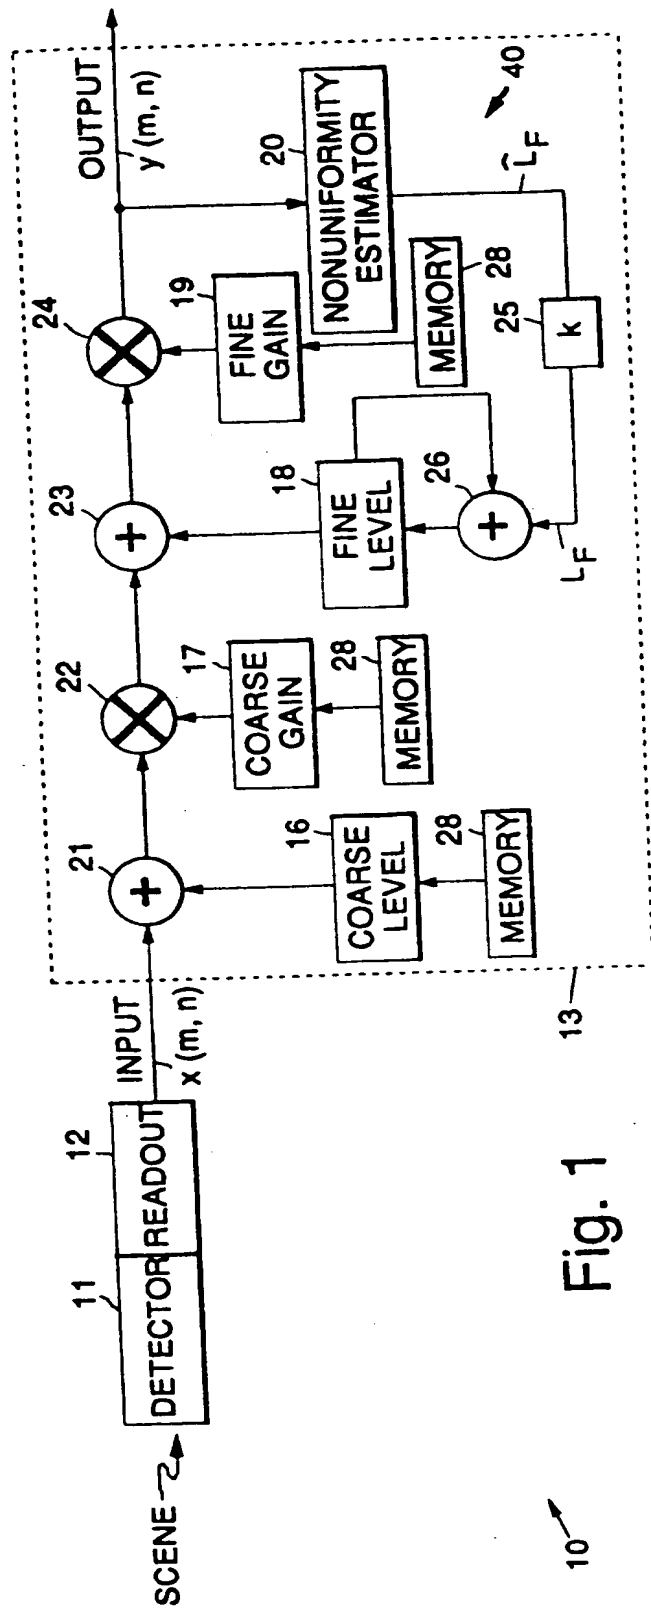 SCENE
11
DETECTOR
12
READOUT
INPUT
x (m, n)
13
21
+
16
COARSE
LEVEL
28
MEMORY
22
17
COARSE
GAIN
28
MEMORY
23
+
18
FINE
LEVEL
26
+
L_F
24
19
FINE
GAIN
28
MEMORY
20
NONUNIFORMITY
ESTIMATOR
25
k
L̂_F
40
OUTPUT
y (m, n)
10
Fig. 1